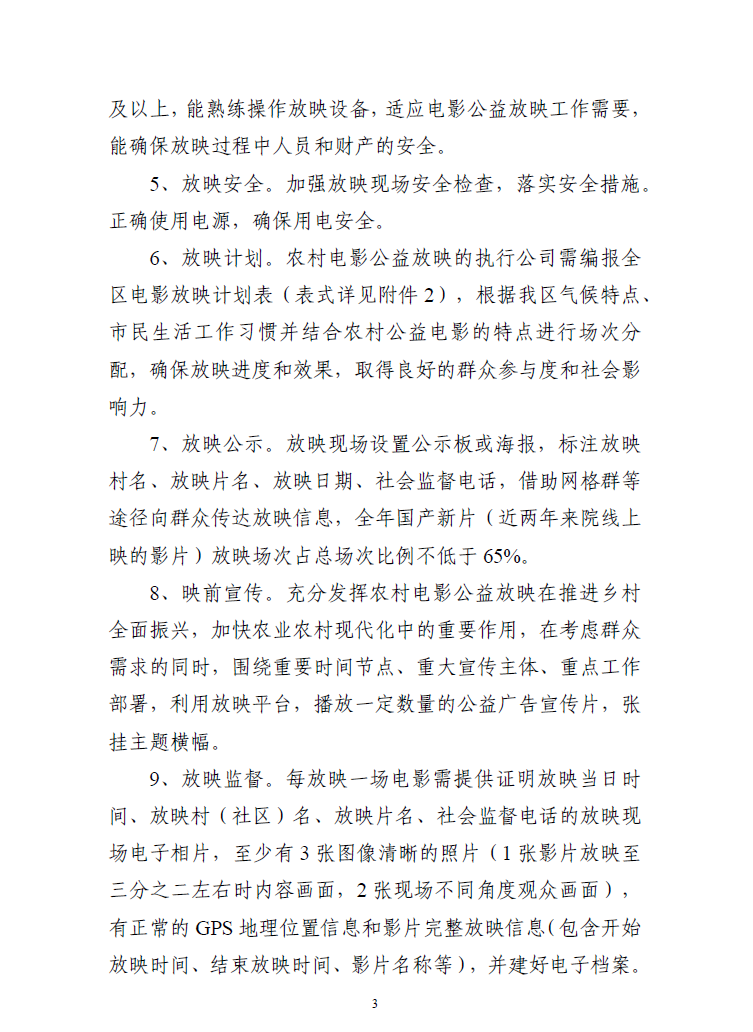 及以上，能熟练操作放映设备，适应电影公益放映工作需要，
能确保放映过程中人员和财产的安全。
5、放映安全。加强放映现场安全检查，落实安全措施。
正确使用电源，确保用电安全。
6、放映计划。农村电影公益放映的执行公司需编报全
区电影放映计划表（表式详见附件 2），根据我区气候特点、
市民生活工作习惯并结合农村公益电影的特点进行场次分
配，确保放映进度和效果，取得良好的群众参与度和社会影
响力。
7、放映公示。放映现场设置公示板或海报，标注放映
村名、放映片名、放映日期、社会监督电话，借助网格群等
途径向群众传达放映信息，全年国产新片（近两年来院线上
映的影片）放映场次占总场次比例不低于 65%。
8、映前宣传。充分发挥农村电影公益放映在推进乡村
全面振兴，加快农业农村现代化中的重要作用，在考虑群众
需求的同时，围绕重要时间节点、重大宣传主体、重点工作
部署，利用放映平台，播放一定数量的公益广告宣传片，张
挂主题横幅。
9、放映监督。每放映一场电影需提供证明放映当日时
间、放映村（社区）名、放映片名、社会监督电话的放映现
场电子相片，至少有 3 张图像清晰的照片（1 张影片放映至
三分之二左右时内容画面，2 张现场不同角度观众画面），
有正常的 GPS 地理位置信息和影片完整放映信息（包含开始
放映时间、结束放映时间、影片名称等），并建好电子档案。
3